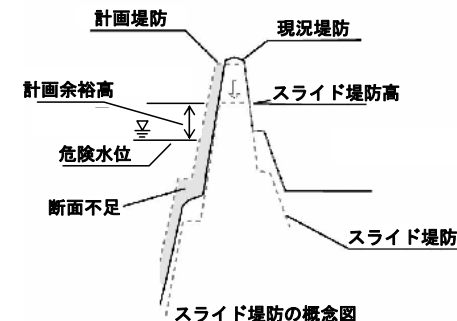 計画堤防
現況堤防
計画余裕高
スライド堤防高
危険水位
断面不足
スライド堤防
スライド堤防の概念図